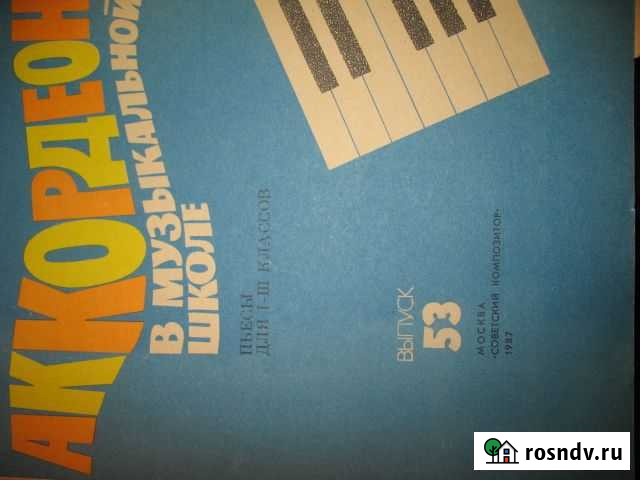 АККОРДЕОН
В МУЗЫКАЛЬНОЙ
ШКОЛЕ
ПЬЕСЫ
ДЛЯ I-III КЛАССОВ
ВЫПУСК
53
МОСКВА
«СОВЕТСКИЙ КОМПОЗИТОР»
1987
rosndv.ru